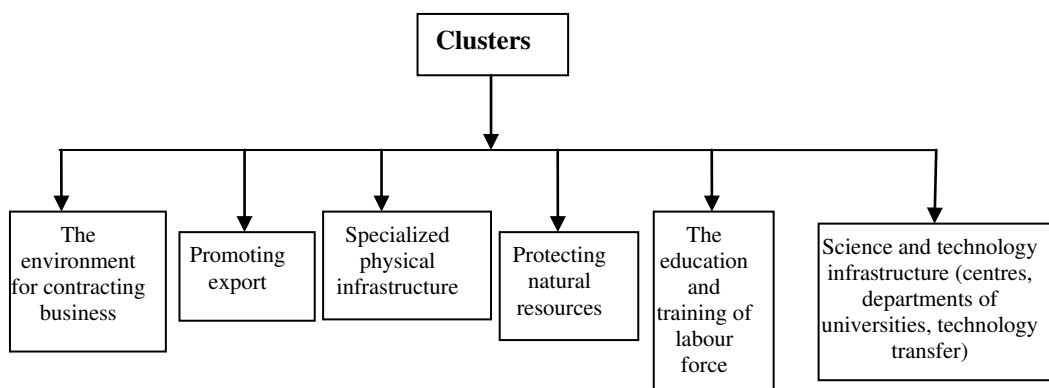 Clusters
The
environment
for contracting
business
Promoting
export
Specialized
physical
infrastructure
Protecting
natural
resources
The
education
and
training of
labour
force
Science and technology
infrastructure (centres,
departments of
universities, technology
transfer)